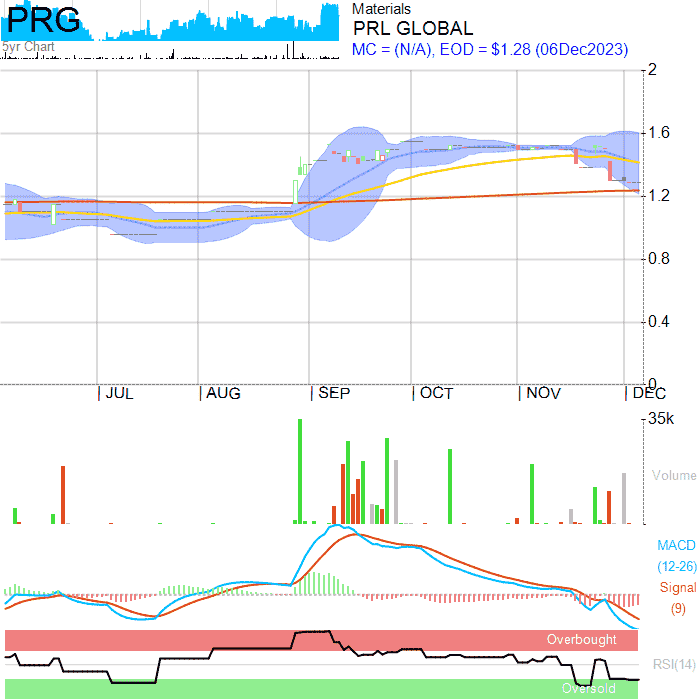 PRG
5yr Chart
Materials
PRL GLOBAL
MC = (N/A), EOD = $1.28 (06Dec2023)
2
1.6
1.2
0.8
0.4
0
JUL
AUG
SEP
OCT
NOV
DEC
35k
Volume
MACD
(12-26)
Signal
(9)
Overbought
RSI(14)
Oversold